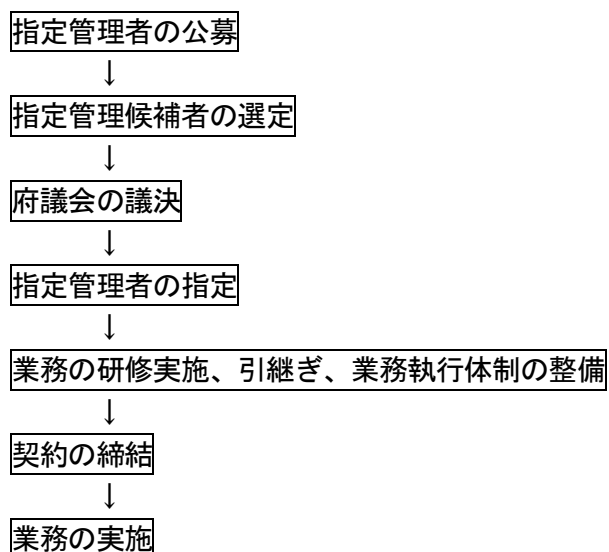 指定管理者の公募
↓
指定管理候補者の選定
↓
府議会の議決
↓
指定管理者の指定
↓
業務の研修実施、引継ぎ、業務執行体制の整備
↓
契約の締結
↓
業務の実施